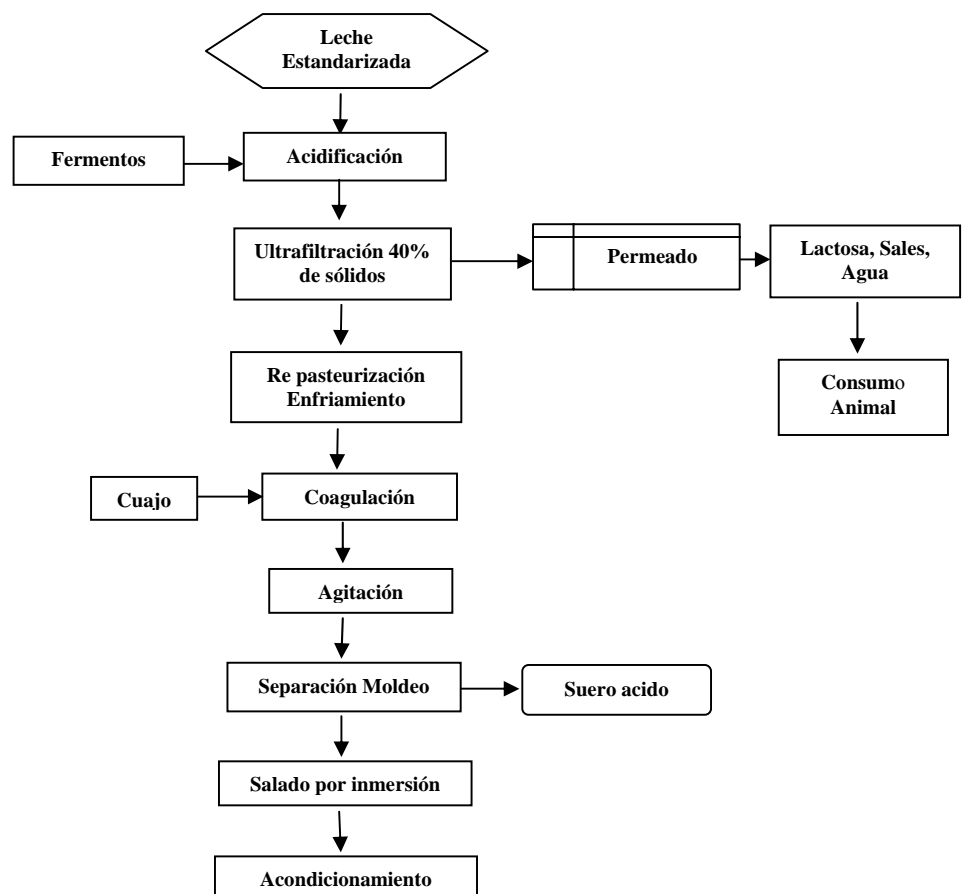 Leche
Estandarizada
Fermentos
Acidificación
Ultrafiltración 40%
de sólidos
Permeado
Lactosa, Sales,
Agua
Re pasteurización
Enfriamiento
Consumo
Animal
Cuajo
Coagulación
Agitación
Separación Moldeo
Suero acido
Salado por inmersión
Acondicionamiento